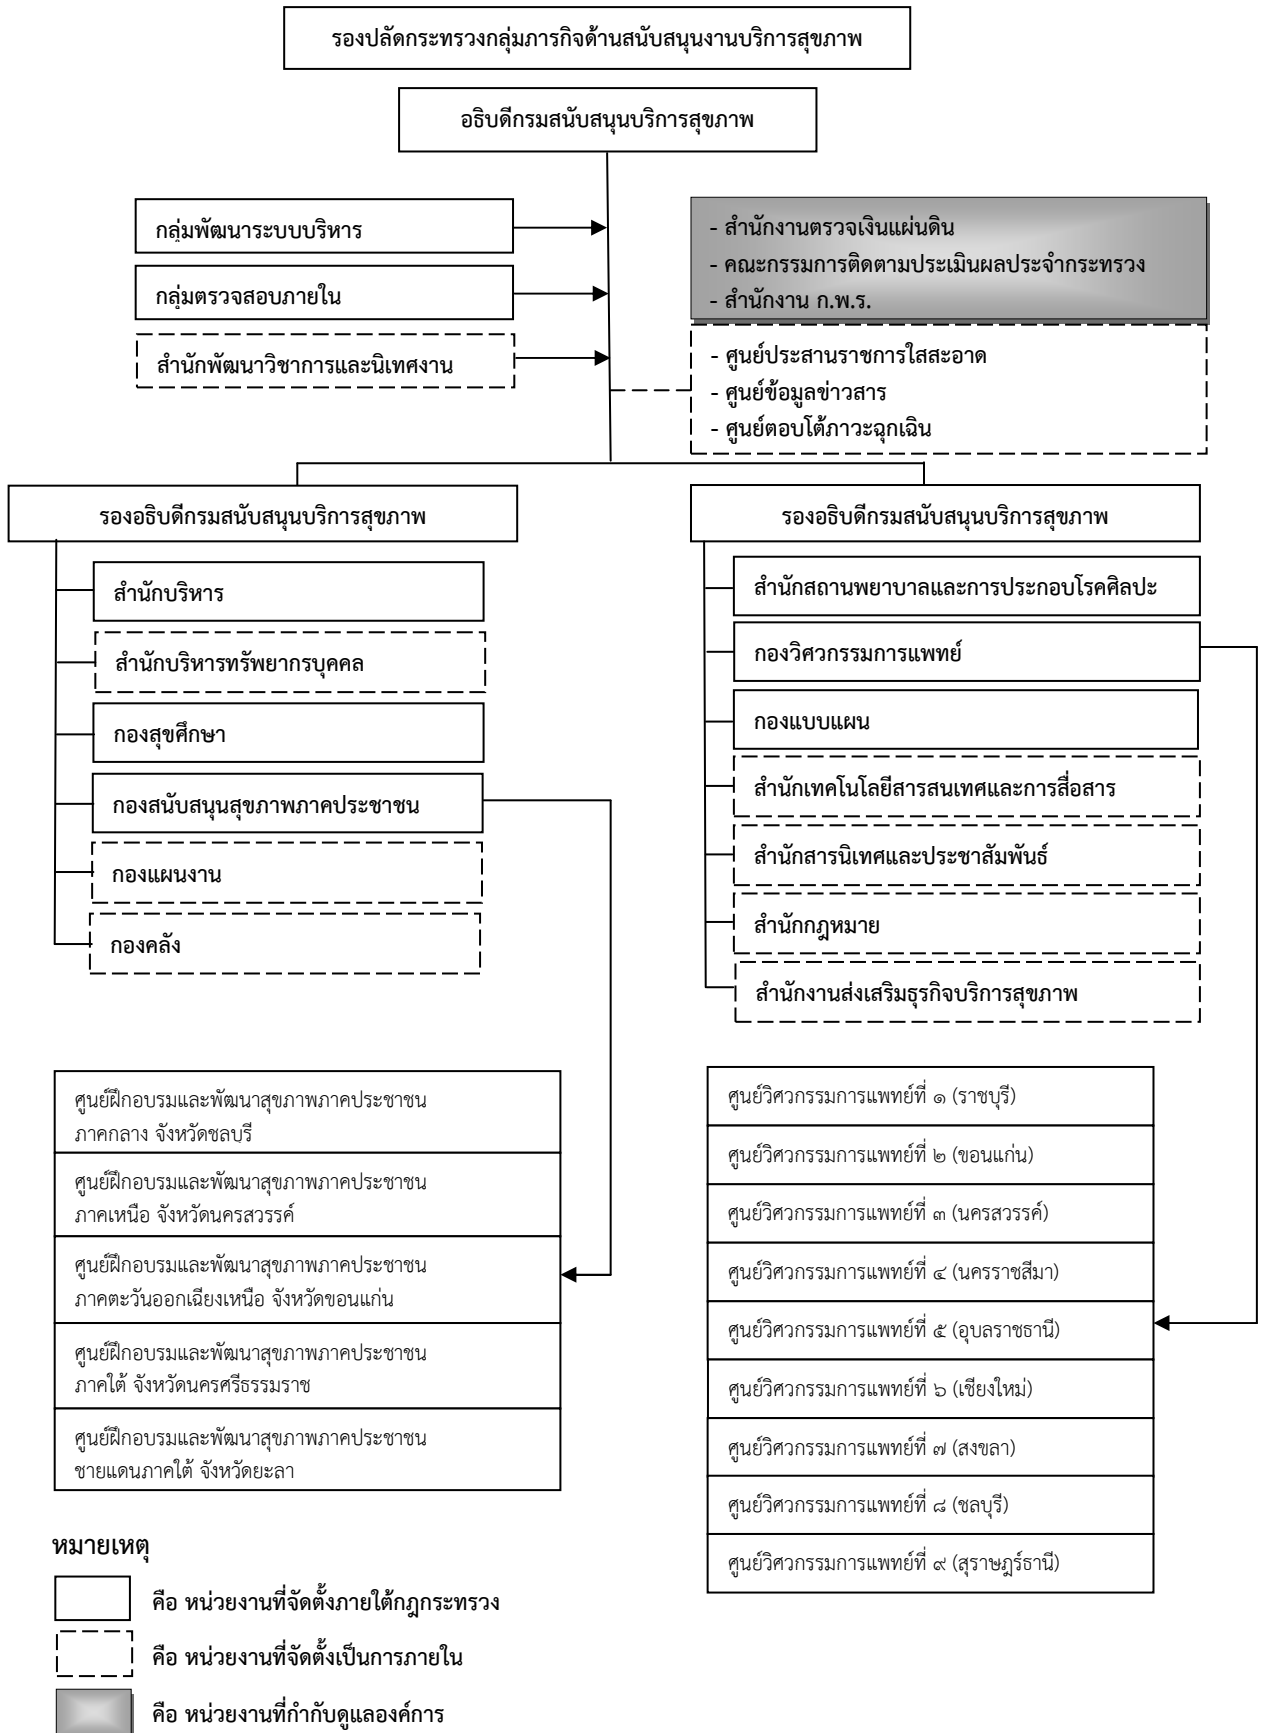 รองปลัดกระทรวงกลุ่มภารกิจด้านสนับสนุนงานบริการสุขภาพ
อธิบดีกรมสนับสนุนบริการสุขภาพ
กลุ่มพัฒนาระบบบริหาร
กลุ่มตรวจสอบภายใน
สำนักพัฒนาวิชาการและนิเทศงาน
- สำนักงานตรวจเงินแผ่นดิน
- คณะกรรมการติดตามประเมินผลประจำกระทรวง
- สำนักงาน ก.พ.ร.
- ศูนย์ประสานราชการใสสะอาด
- ศูนย์ข้อมูลข่าวสาร
- ศูนย์ตอบโต้ภาวะฉุกเฉิน
รองอธิบดีกรมสนับสนุนบริการสุขภาพ
สำนักบริหาร
สำนักบริหารทรัพยากรบุคคล
กองสุขศึกษา
กองสนับสนุนสุขภาพภาคประชาชน
กองแผนงาน
กองคลัง
รองอธิบดีกรมสนับสนุนบริการสุขภาพ
สำนักสถานพยาบาลและการประกอบโรคศิลปะ
กองวิศวกรรมการแพทย์
กองแบบแผน
สำนักเทคโนโลยีสารสนเทศและการสื่อสาร
สำนักสารนิเทศและประชาสัมพันธ์
สำนักกฎหมาย
สำนักงานส่งเสริมธุรกิจบริการสุขภาพ
ศูนย์ฝึกอบรมและพัฒนาสุขภาพภาคประชาชน
ภาคกลาง จังหวัดชลบุรี
ศูนย์ฝึกอบรมและพัฒนาสุขภาพภาคประชาชน
ภาคเหนือ จังหวัดนครสวรรค์
ศูนย์ฝึกอบรมและพัฒนาสุขภาพภาคประชาชน
ภาคตะวันออกเฉียงเหนือ จังหวัดขอนแก่น
ศูนย์ฝึกอบรมและพัฒนาสุขภาพภาคประชาชน
ภาคใต้ จังหวัดนครศรีธรรมราช
ศูนย์ฝึกอบรมและพัฒนาสุขภาพภาคประชาชน
ชายแดนภาคใต้ จังหวัดยะลา
ศูนย์วิศวกรรมการแพทย์ที่ ๑ (ราชบุรี)
ศูนย์วิศวกรรมการแพทย์ที่ ๒ (ขอนแก่น)
ศูนย์วิศวกรรมการแพทย์ที่ ๓ (นครสวรรค์)
ศูนย์วิศวกรรมการแพทย์ที่ ๔ (นครราชสีมา)
ศูนย์วิศวกรรมการแพทย์ที่ ๕ (อุบลราชธานี)
ศูนย์วิศวกรรมการแพทย์ที่ ๖ (เชียงใหม่)
ศูนย์วิศวกรรมการแพทย์ที่ ๗ (สงขลา)
ศูนย์วิศวกรรมการแพทย์ที่ ๘ (ชลบุรี)
ศูนย์วิศวกรรมการแพทย์ที่ ๙ (สุราษฎร์ธานี)
หมายเหตุ
คือ หน่วยงานที่จัดตั้งภายใต้กฎกระทรวง
คือ หน่วยงานที่จัดตั้งเป็นการภายใน
คือ หน่วยงานที่กำกับดูแลองค์การ